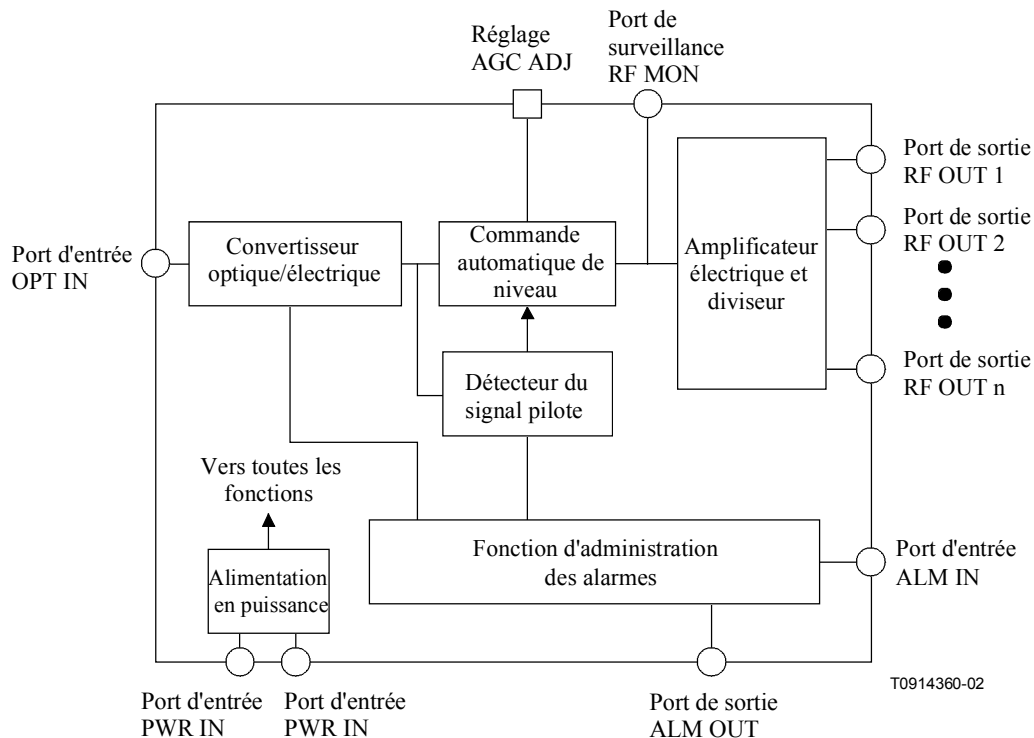 Réglage
AGC ADJ
Port de
surveillance
RF MON
Port d'entrée
OPT IN
Convertisseur
optique/électrique
Commande
automatique de
niveau
Amplificateur
électrique et
diviseur
Port de sortie
RF OUT 1
Port de sortie
RF OUT 2
Port de sortie
RF OUT n
Détecteur du
signal pilote
Vers toutes les
fonctions
Alimentation
en puissance
Fonction d'administration
des alarmes
Port d'entrée
ALM IN
Port d'entrée
PWR IN
Port d'entrée
PWR IN
Port de sortie
ALM OUT
T0914360-02